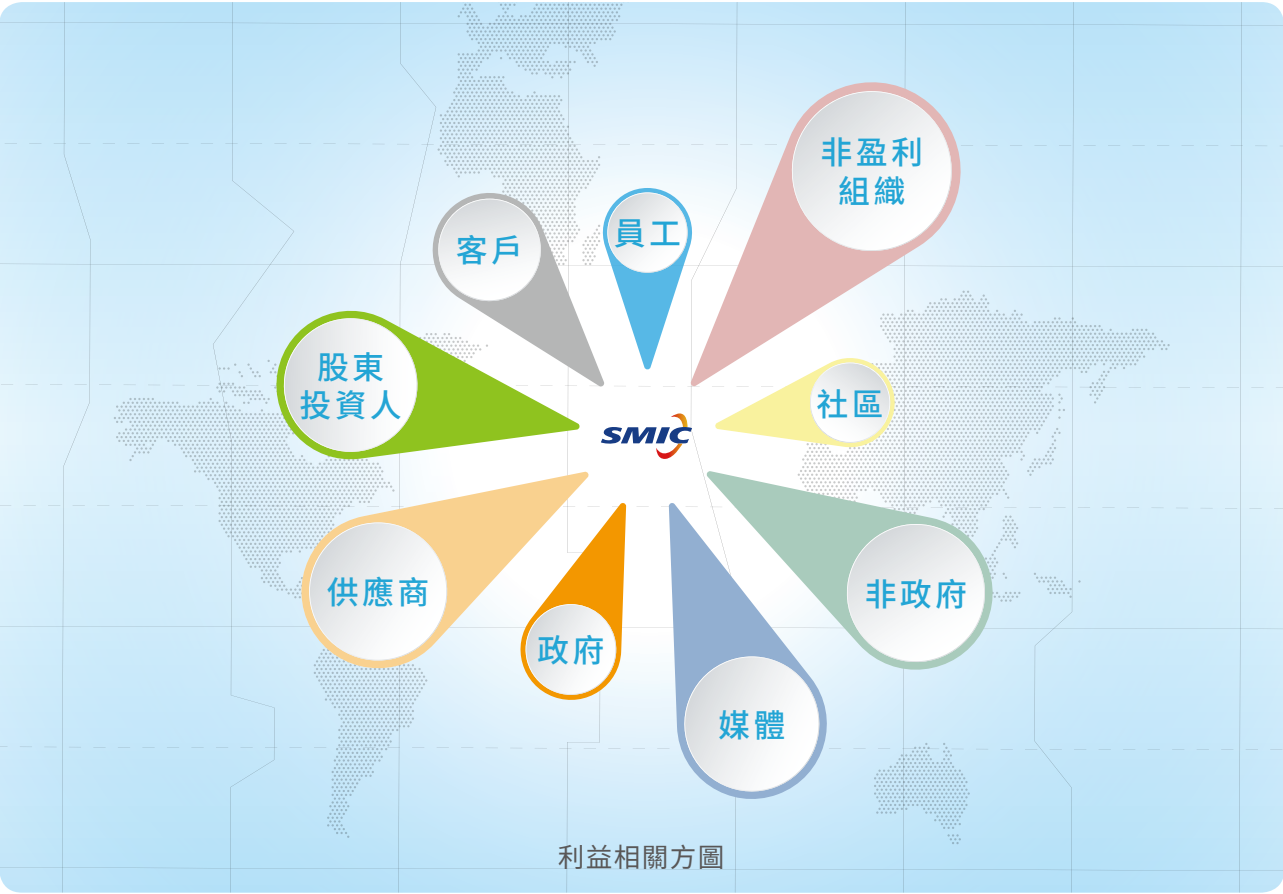 非盈利
組織
員工
客戶
股東
投資人
社區
SMIC
供應商
非政府
政府
媒體
利益相關方圖